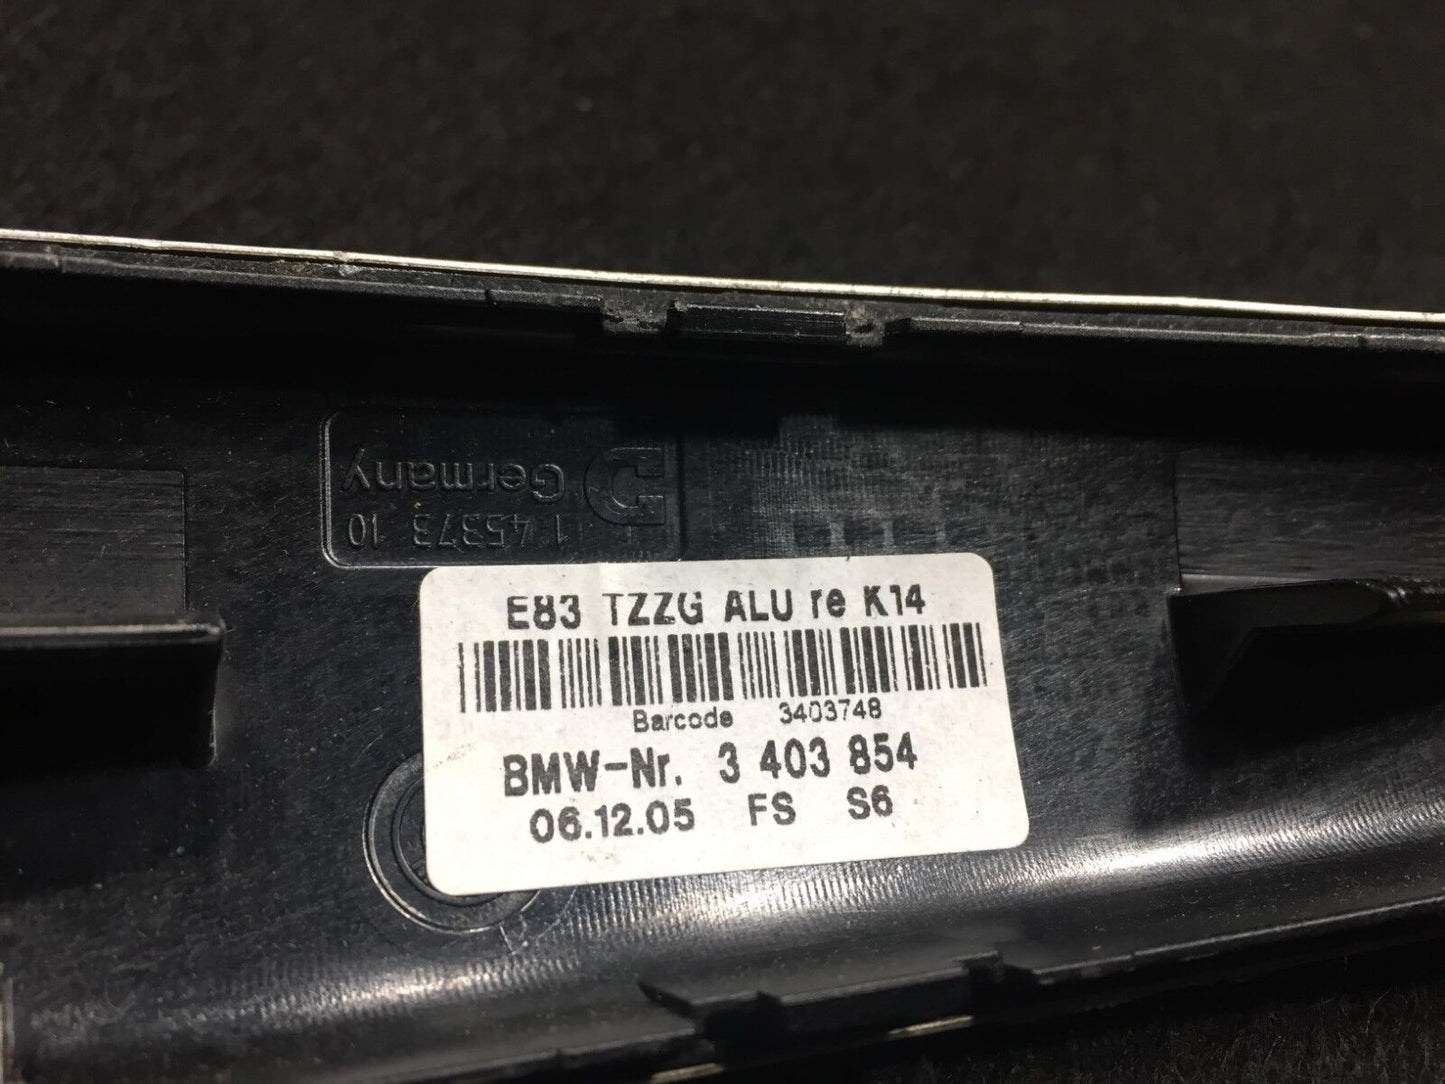 Germany
1 45373 10
E83 TZZG ALU re K14
Barcode 3403748
BMW-Nr. 3 403 854
06.12.05 FS S6